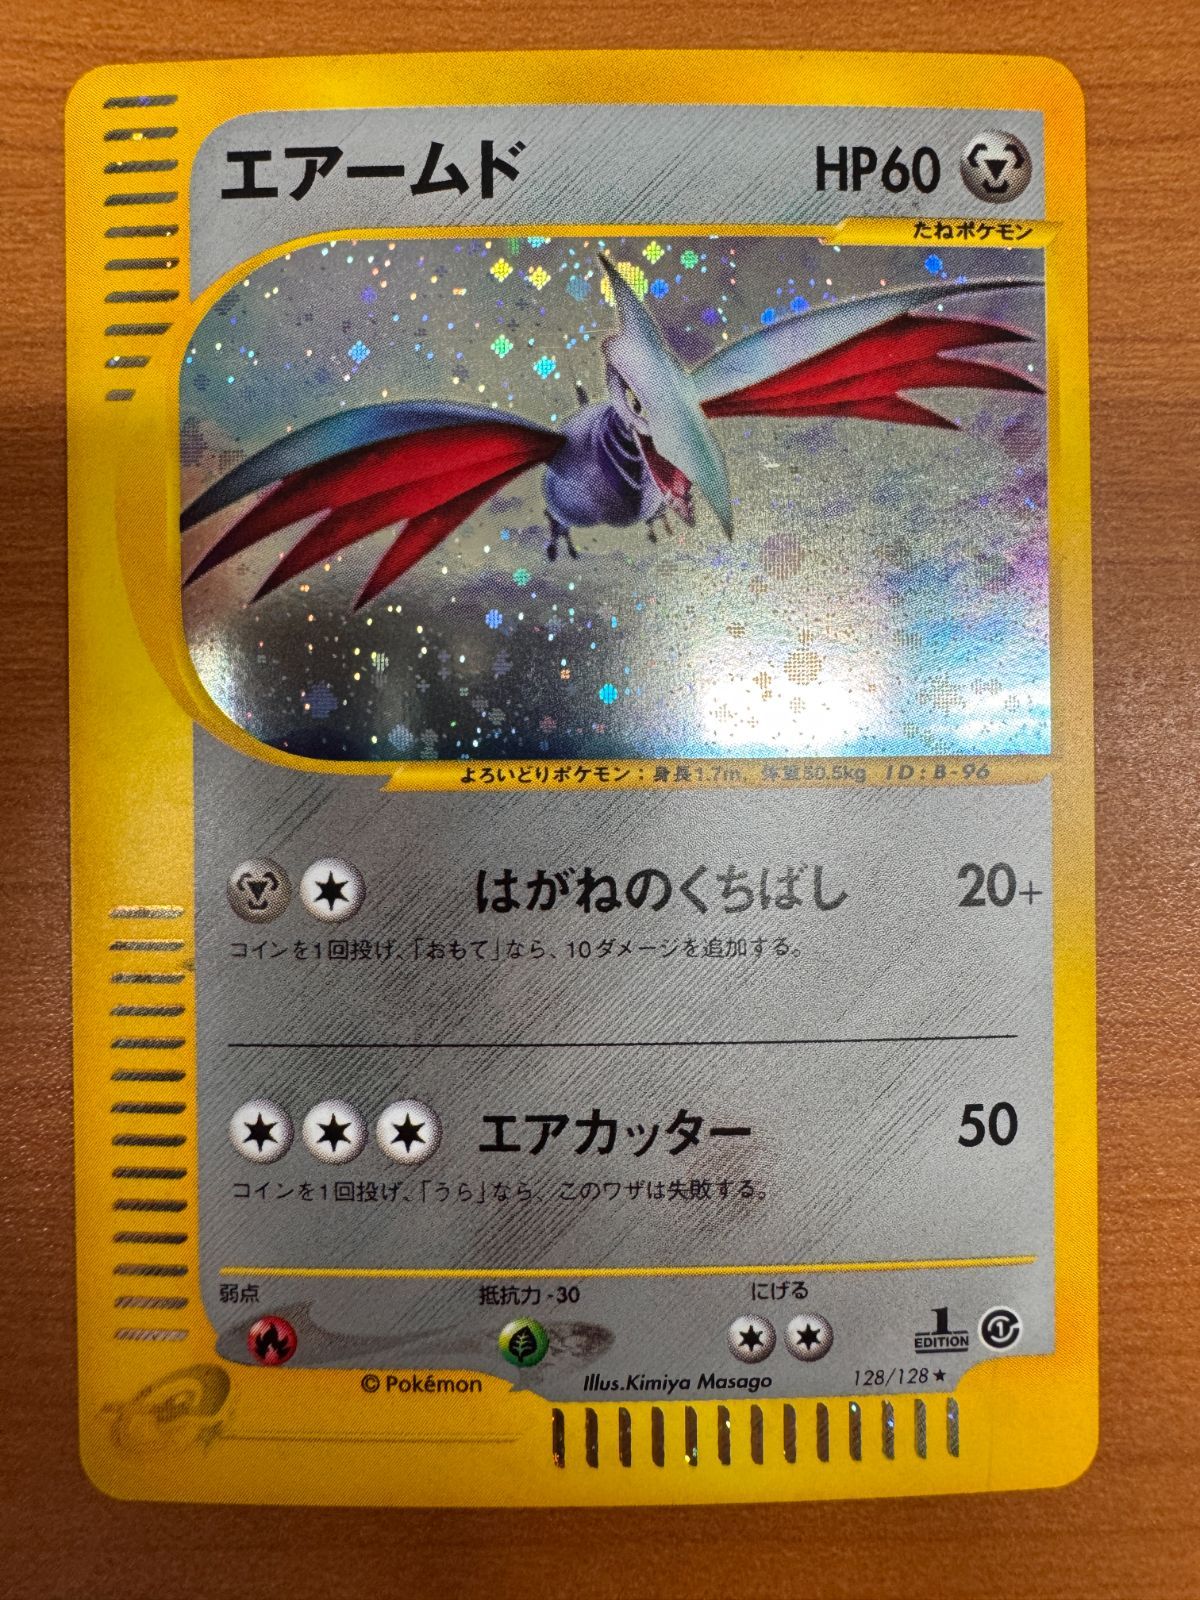 エアームド HP60
たねポケモン
よろいどりポケモン：身長1.7m, 体重50.5kg ID:B-96
はがねのくちばし 20+
コインを1回投げ、「おもて」なら、10ダメージを追加する。
エアカッター 50
コインを1回投げ、「うら」なら、このワザは失敗する。
弱点 抵抗力-30 にげる
1 EDITION
©Pokémon Illus.Kimiya Masago 128/128★